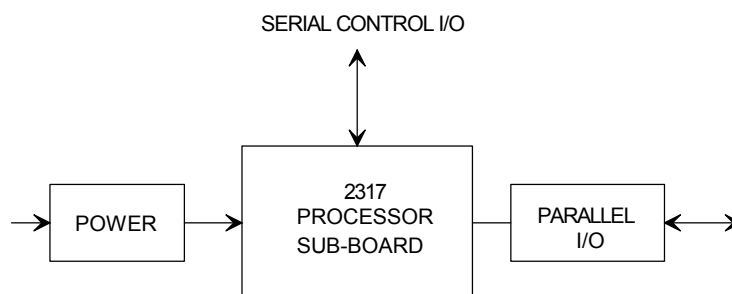 SERIAL CONTROL I/O
POWER
2317
PROCESSOR
SUB-BOARD
PARALLEL
I/O